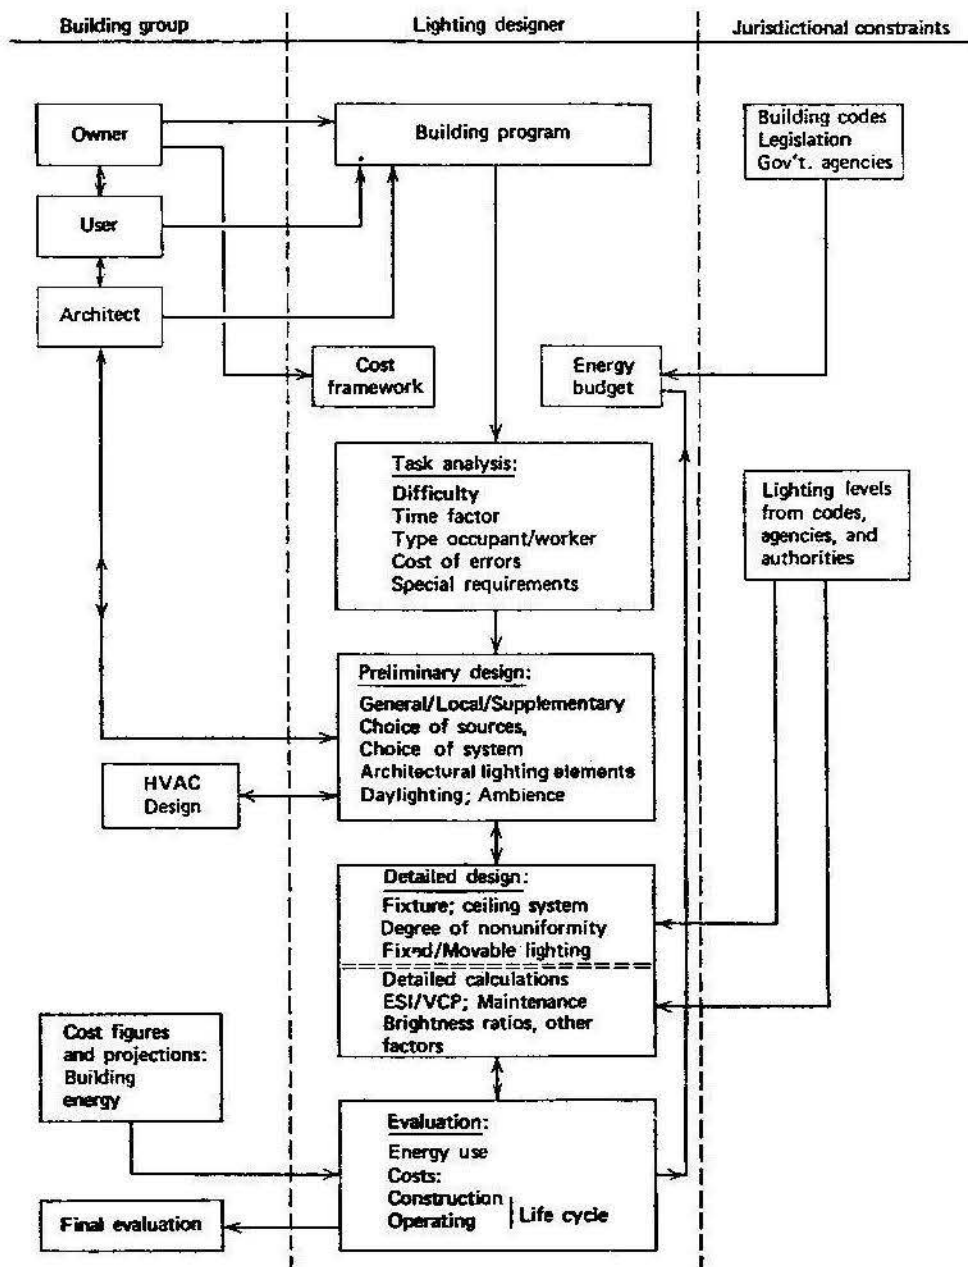 Building group
Lighting designer
Jurisdictional constraints
Owner
User
Architect
Building program
Building codes
Legislation
Gov't. agencies
Cost
framework
Energy
budget
Task analysis:
Difficulty
Time factor
Type occupant/worker
Cost of errors
Special requirements
Lighting levels
from codes,
agencies, and
authorities
Preliminary design:
General/Local/Supplementary
Choice of sources,
Choice of system
Architectural lighting elements
Daylighting; Ambience
HVAC
Design
Detailed design:
Fixture; ceiling system
Degree of nonuniformity
Fixed/Movable lighting
Detailed calculations
ESI/VCP; Maintenance
Brightness ratios, other
factors
Cost figures
and projections:
Building
energy
Evaluation:
Energy use
Costs:
Construction
Operating
Life cycle
Final evaluation